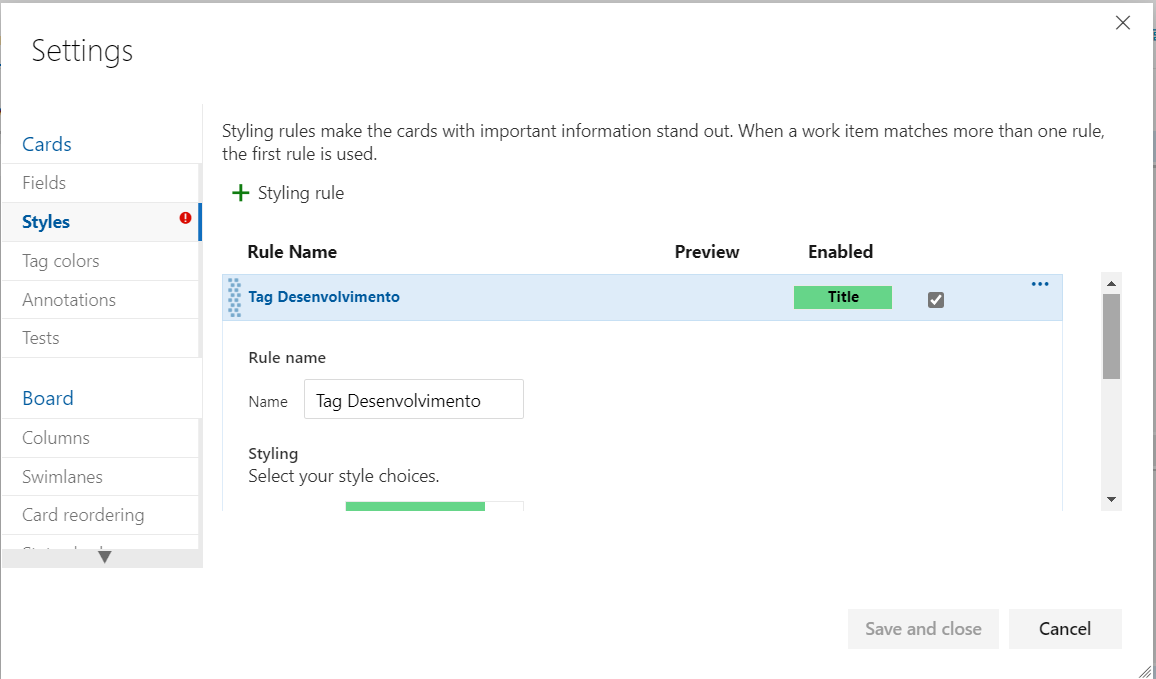 Settings
Cards
Fields
Styles
Tag colors
Annotations
Tests
Board
Columns
Swimlanes
Card reordering
Styling rules make the cards with important information stand out. When a work item matches more than one rule,
the first rule is used.
+ Styling rule
Rule Name Preview Enabled
Tag Desenvolvimento Title
Rule name
Name Tag Desenvolvimento
Styling
Select your style choices.
Save and close Cancel